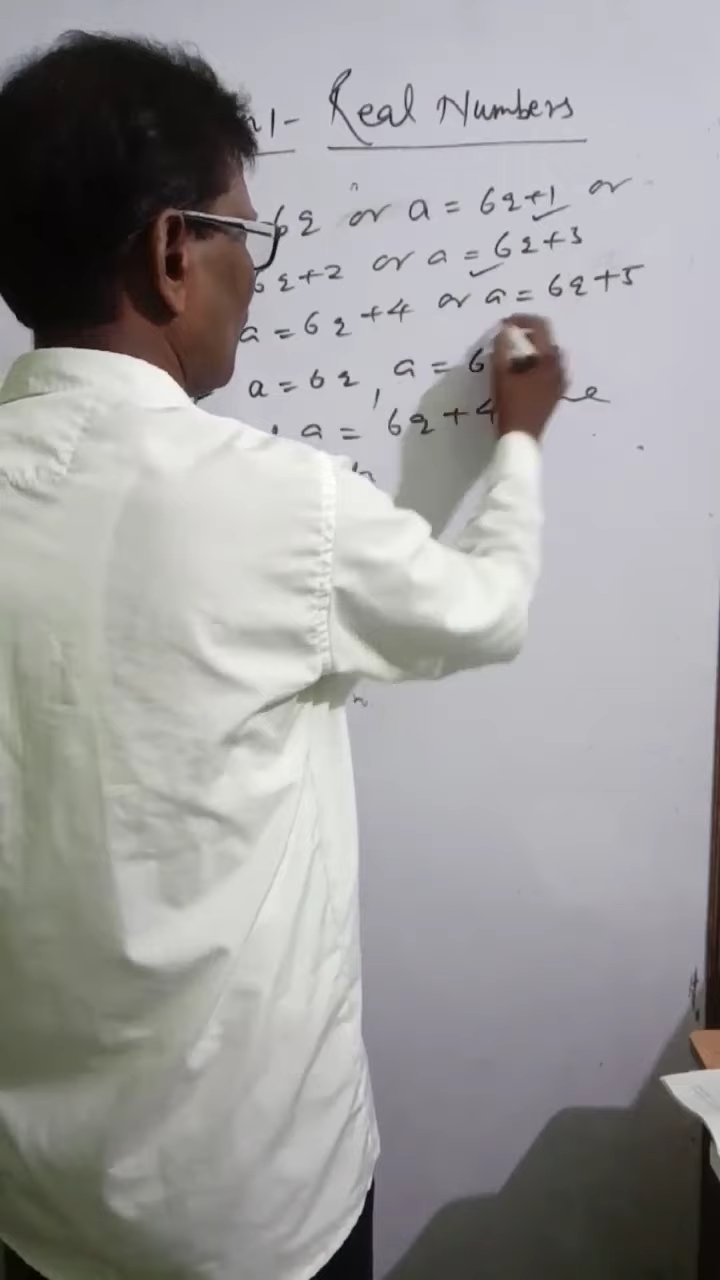 1- Real Numbers
6q or a = 6q+1 or
6q+2 or a = 6q+3
a = 6q+4 or a = 6q+5
a = 6q, a = 6
a = 6q+4